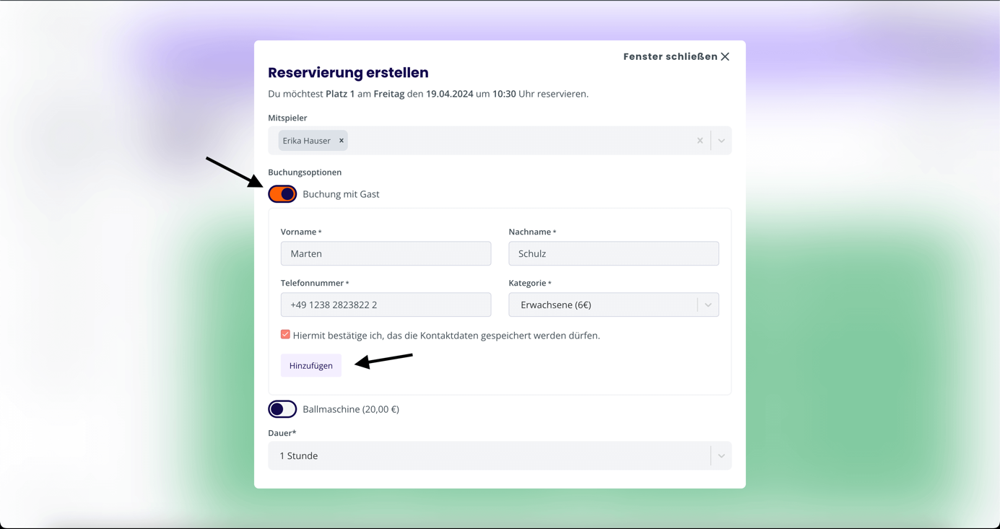 Fenster schließen
Reservierung erstellen
Du möchtest Platz 1 am Freitag den 19.04.2024 um 10:30 Uhr reservieren.
Mitspieler
Erika Hauser
Buchungsoptionen
Buchung mit Gast
Vorname *
Nachname *
Marten
Schulz
Telefonnummer *
Kategorie *
+49 1238 2823822 2
Erwachsene (6€)
Hiermit bestätige ich, das die Kontaktdaten gespeichert werden dürfen.
Hinzufügen
Ballmaschine (20,00 €)
Dauer*
1 Stunde